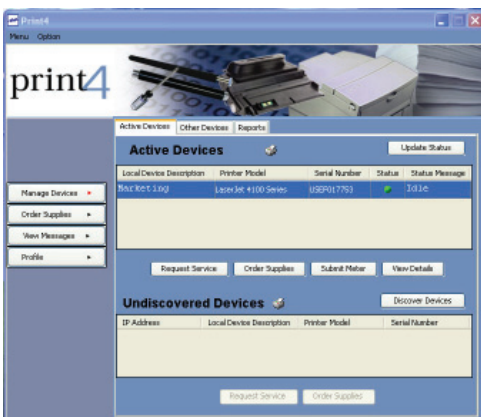 Print4
Menu Option
print4
Active Devices Other Devices Reports
Active Devices Update Status
Local Device Description Printer Model Serial Number Status Status Message
Marketing LaserJet 4100 Series USBF017753 Idle
Manage Devices
Order Supplies
View Messages
Profile
Request Service Order Supplies Submit Meter View Details
Undiscovered Devices Discover Devices
IP Address Local Device Description Printer Model Serial Number
Request Service Order Supplies